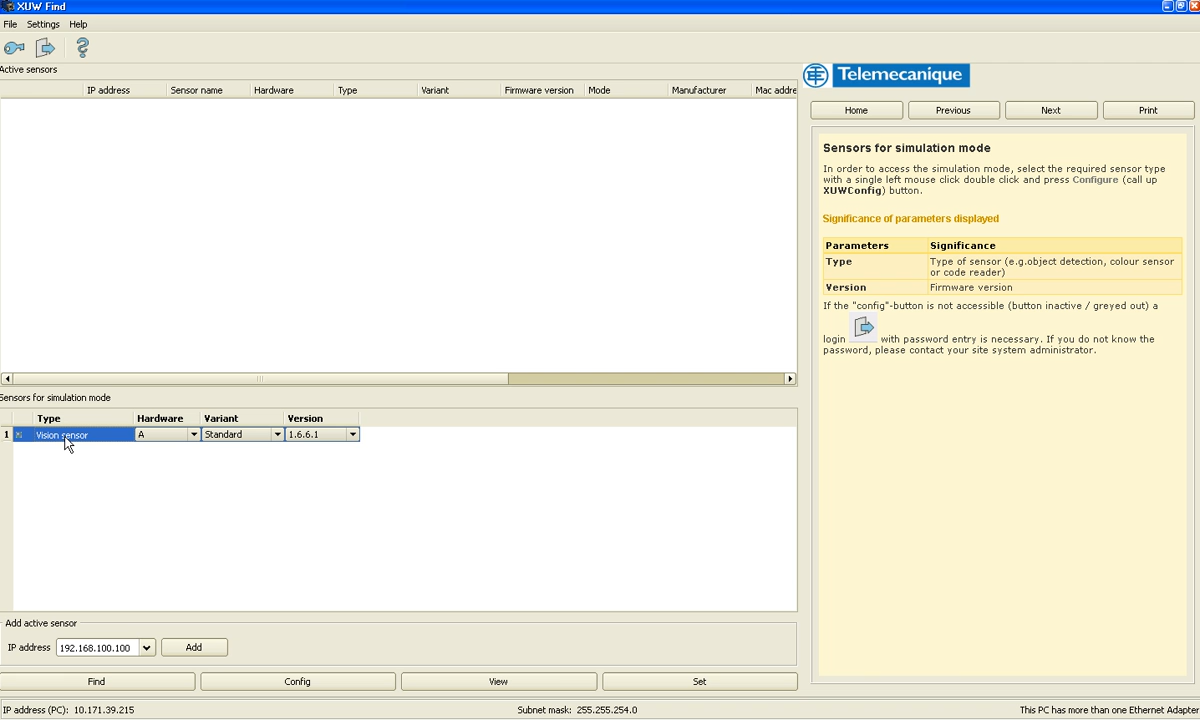 XUW Find
File Settings Help
Active sensors
IP address Sensor name Hardware Type Variant Firmware version Mode Manufacturer Mac addre
Sensors for simulation mode
Type Hardware Variant Version
1 Vision sensor A Standard 1.6.6.1
Add active sensor
IP address 192.168.100.100 Add
Find Config View Set
Telemecanique
Home Previous Next Print
Sensors for simulation mode
In order to access the simulation mode, select the required sensor type
with a single left mouse click double click and press Configure (call up
XUWConfig) button.
Significance of parameters displayed
Parameters Significance
Type Type of sensor (e.g.object detection, colour sensor
or code reader)
Version Firmware version
If the "config"-button is not accessible (button inactive / greyed out) a
login with password entry is necessary. If you do not know the
password, please contact your site system administrator.
IP address (PC): 10.171.39.215 Subnet mask: 255.255.254.0 This PC has more than one Ethernet Adapter